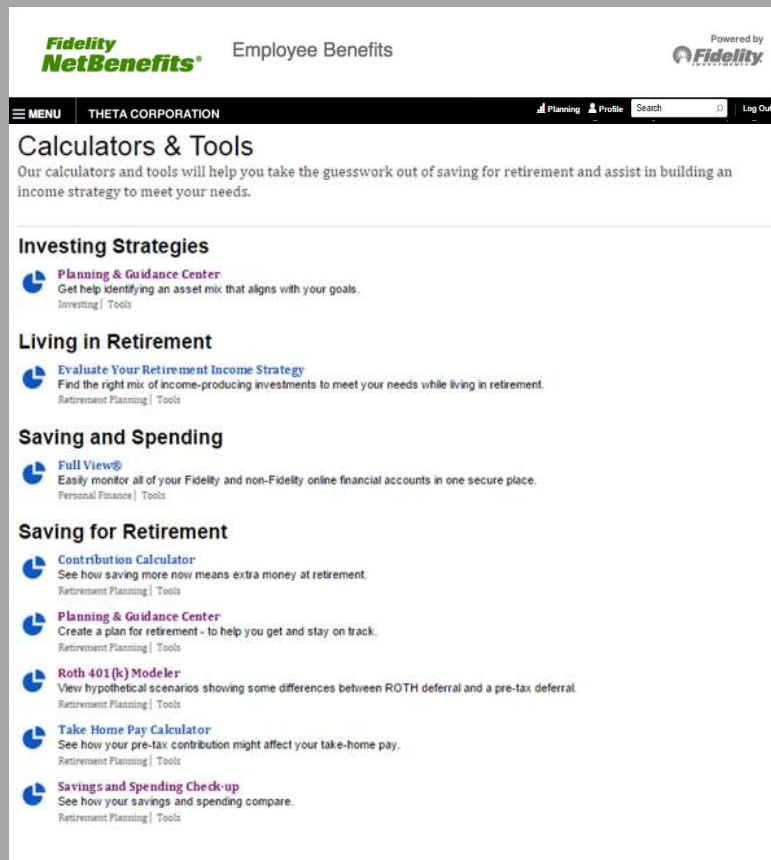 Fidelity
NetBenefits®
Employee Benefits
Powered by
Fidelity
INVESTMENTS
MENU
THETA CORPORATION
Planning
Profile
Search
Log Out
Calculators & Tools
Our calculators and tools will help you take the guesswork out of saving for retirement and assist in building an
income strategy to meet your needs.
Investing Strategies
Planning & Guidance Center
Get help identifying an asset mix that aligns with your goals.
Investing | Tools
Living in Retirement
Evaluate Your Retirement Income Strategy
Find the right mix of income-producing investments to meet your needs while living in retirement.
Retirement Planning | Tools
Saving and Spending
Full View®
Easily monitor all of your Fidelity and non-Fidelity online financial accounts in one secure place.
Personal Finance | Tools
Saving for Retirement
Contribution Calculator
See how saving more now means extra money at retirement.
Retirement Planning | Tools
Planning & Guidance Center
Create a plan for retirement - to help you get and stay on track.
Retirement Planning | Tools
Roth 401(k) Modeler
View hypothetical scenarios showing some differences between ROTH deferral and a pre-tax deferral.
Retirement Planning | Tools
Take Home Pay Calculator
See how your pre-tax contribution might affect your take-home pay.
Retirement Planning | Tools
Savings and Spending Check-up
See how your savings and spending compare.
Retirement Planning | Tools